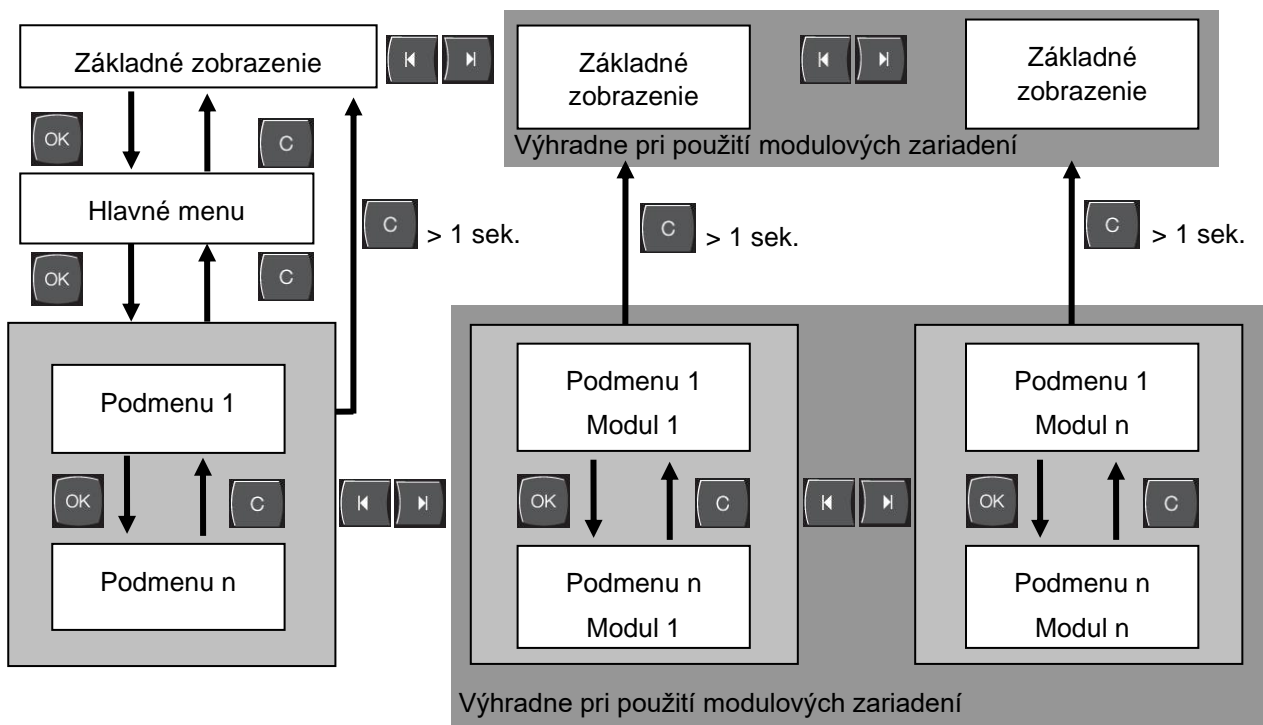 Základné zobrazenie
Základné
zobrazenie
Základné
zobrazenie
Výhradne pri použití modulových zariadení
OK
C
Hlavné menu
C
> 1 sek.
C
> 1 sek.
C
> 1 sek.
OK
C
Podmenu 1
Podmenu 1
Modul 1
Podmenu 1
Modul n
OK
C
OK
C
OK
C
Podmenu n
Podmenu n
Modul 1
Podmenu n
Modul n
Výhradne pri použití modulových zariadení